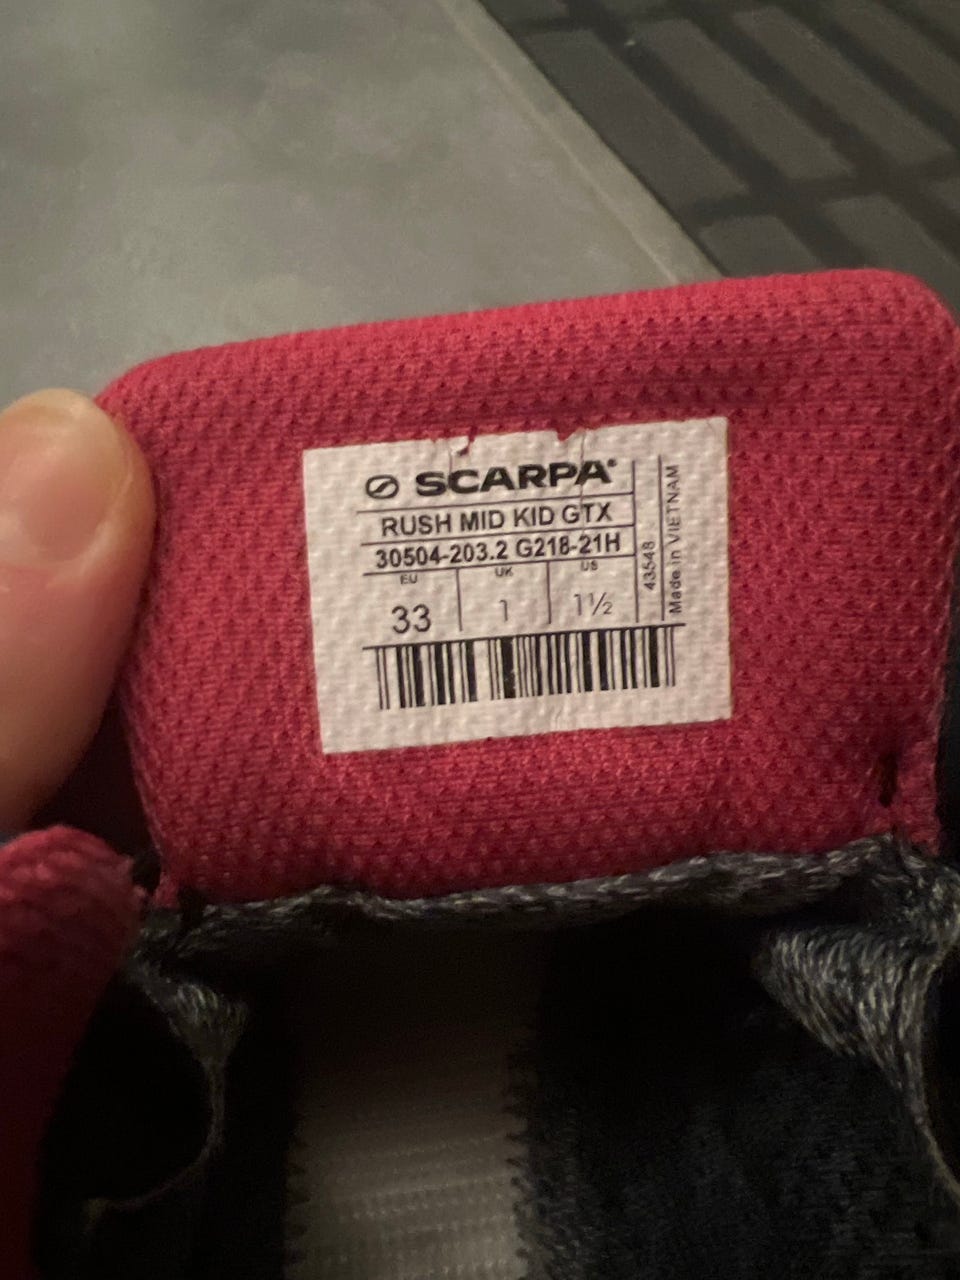 SCARPA
RUSH MID KID GTX
30504-203.2 G218-21H
EU UK US
33 1 1½
43548
Made in VIETNAM